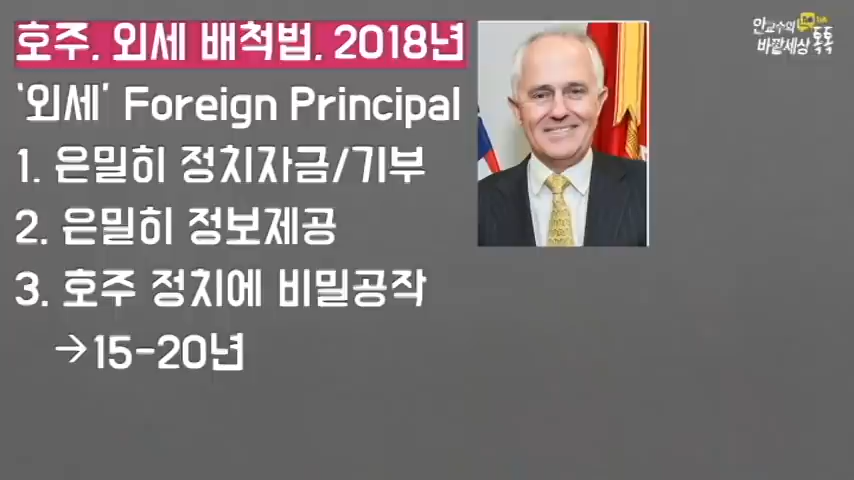 호주. 외세 배척법. 2018년
'외세' Foreign Principal
1. 은밀히 정치자금/기부
2. 은밀히 정보제공
3. 호주 정치에 비밀공작
→15-20년
안교수의 Talk Talk
바깥세상 톡톡